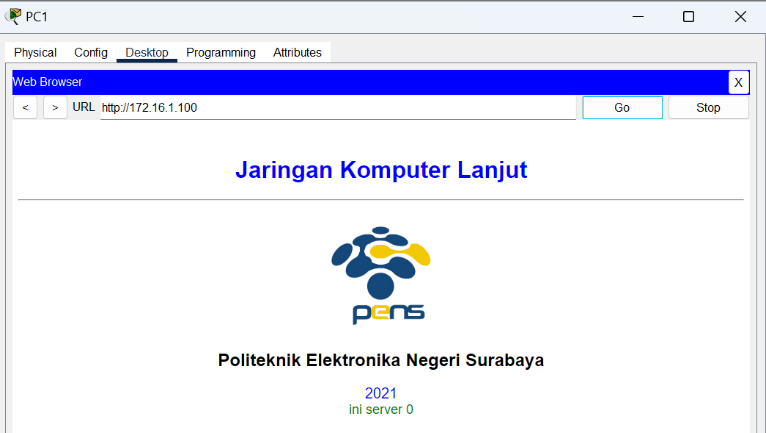 PC1
Physical Config Desktop Programming Attributes
Web Browser X
< > URL http://172.16.1.100 Go Stop
Jaringan Komputer Lanjut
pens
Politeknik Elektronika Negeri Surabaya
2021
ini server 0